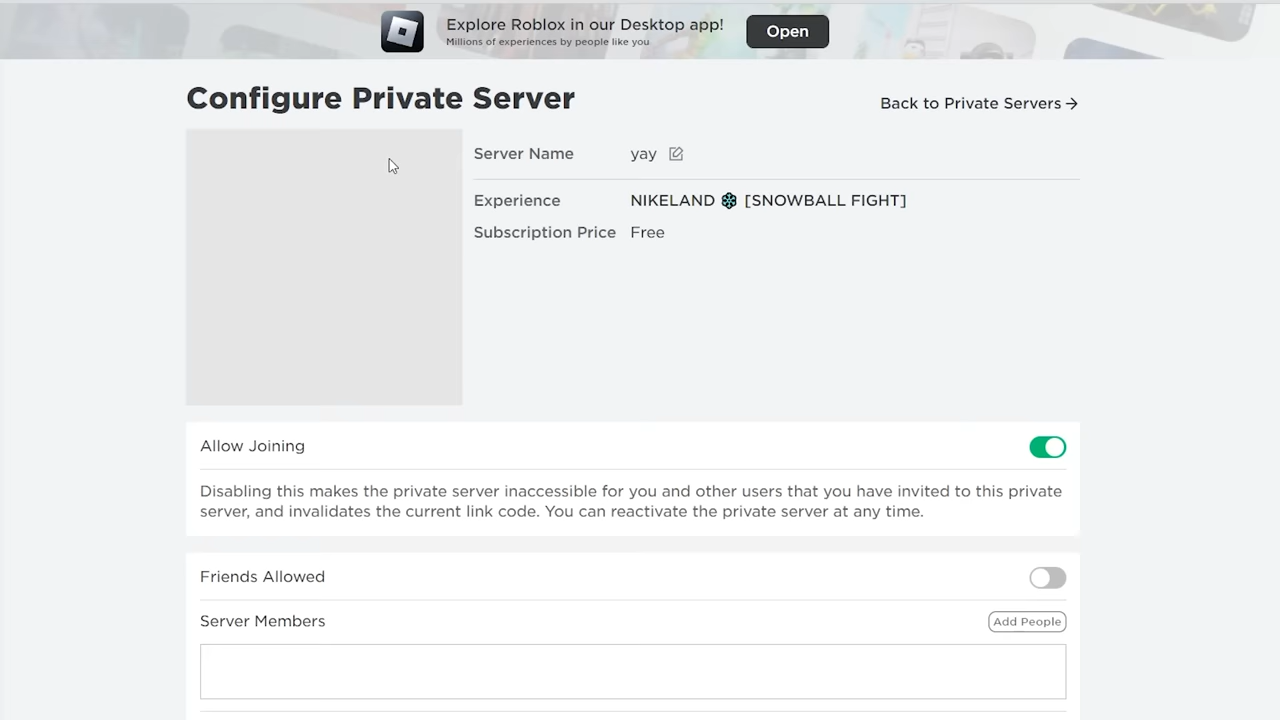 Explore Roblox in our Desktop app!
Millions of experiences by people like you
Open
Configure Private Server
Back to Private Servers →
Server Name yay
Experience NIKELAND ❄ [SNOWBALL FIGHT]
Subscription Price Free
Allow Joining
Disabling this makes the private server inaccessible for you and other users that you have invited to this private
server, and invalidates the current link code. You can reactivate the private server at any time.
Friends Allowed
Server Members
Add People